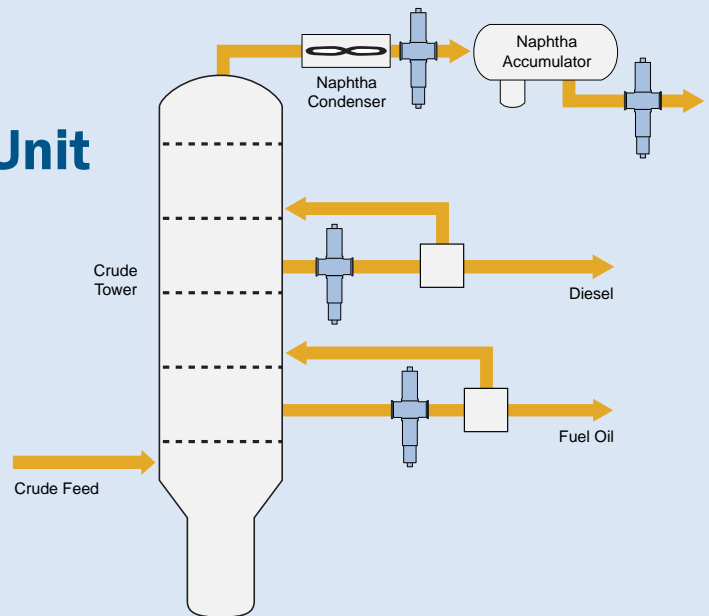 Naphtha
Accumulator
Naphtha
Condenser
Unit
Crude
Tower
Diesel
Fuel Oil
Crude Feed